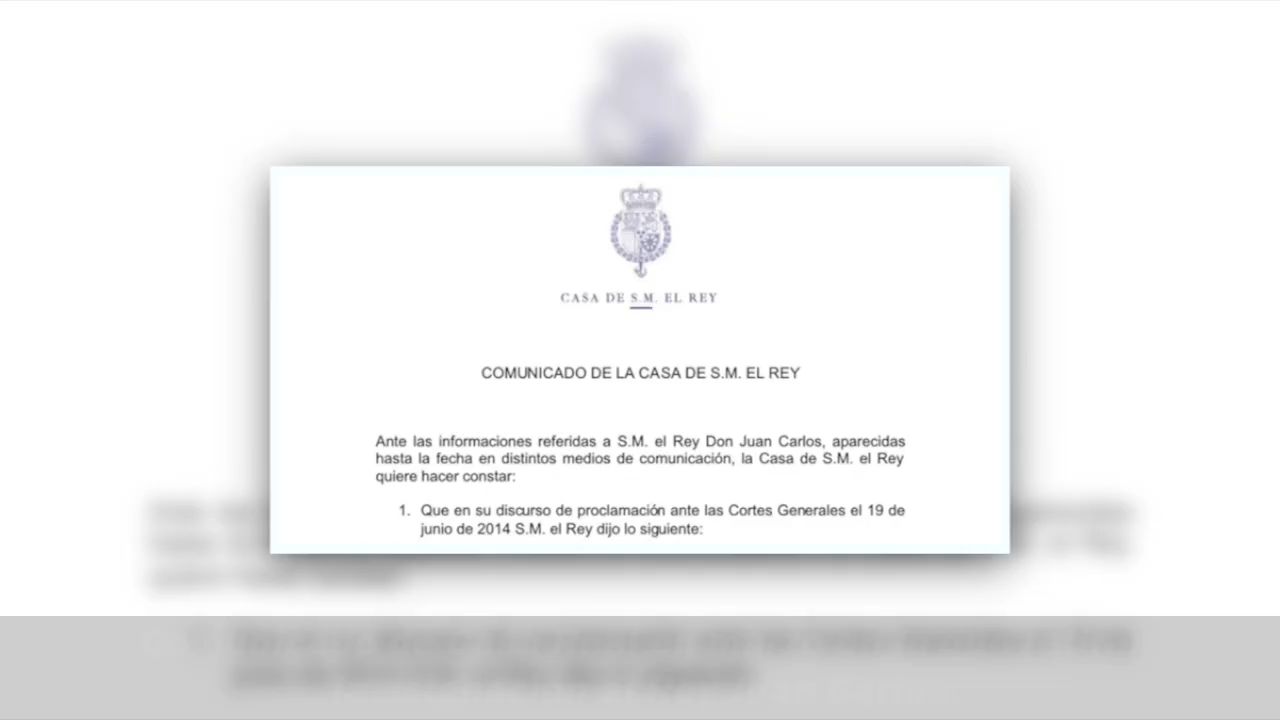 CASA DE S.M. EL REY
COMUNICADO DE LA CASA DE S.M. EL REY
Ante las informaciones referidas a S.M. el Rey Don Juan Carlos, aparecidas
hasta la fecha en distintos medios de comunicación, la Casa de S.M. el Rey
quiere hacer constar:
1. Que en su discurso de proclamación ante las Cortes Generales el 19 de
junio de 2014 S.M. el Rey dijo lo siguiente: